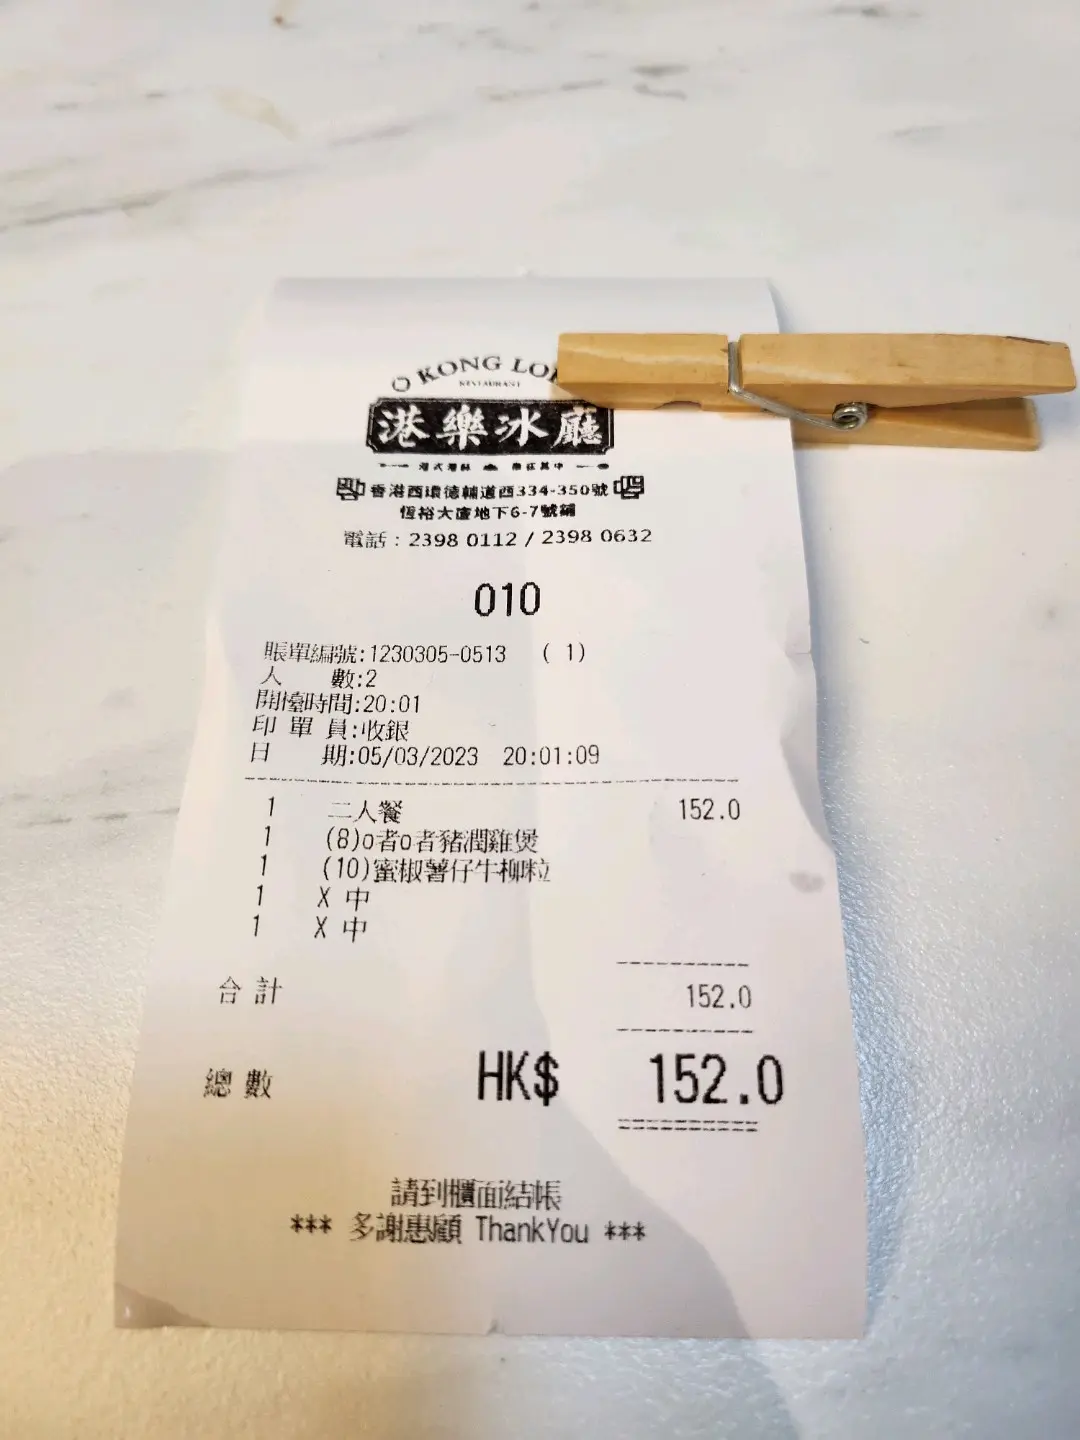 O KONG LO
RESTAURANT
港樂冰廳
香港西環德輔道西334-350號
恆裕大廈地下6-7號鋪
電話：2398 0112 / 2398 0632
010
賬單編號:1230305-0513 ( 1)
人 數:2
開檯時間:20:01
印 單 員:收銀
日 期:05/03/2023 20:01:09
1 二人餐 152.0
1 (8)o者o者豬潤雞煲
1 (10)蜜椒薯仔牛柳粒
1 X 中
1 X 中
合 計 152.0
總 數 HK$ 152.0
請到櫃面結帳
*** 多謝惠顧 ThankYou ***